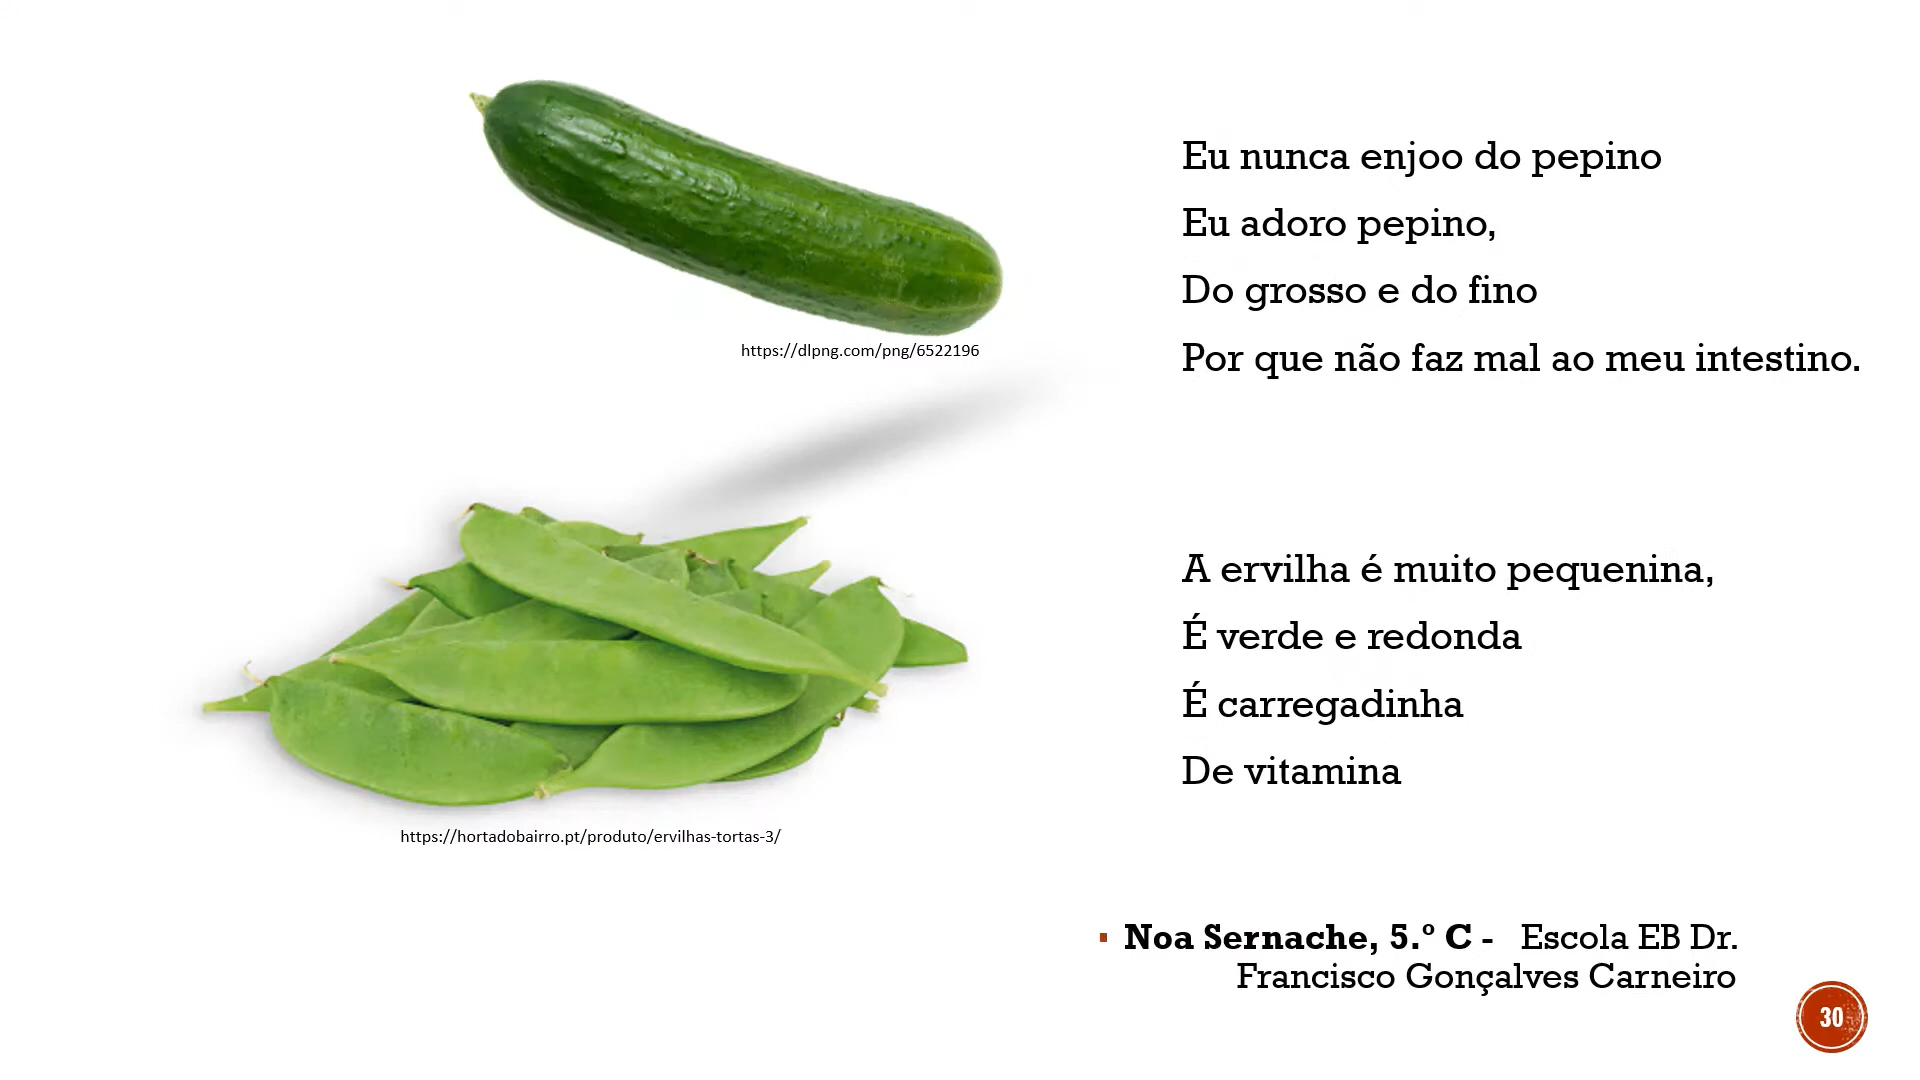 Eu nunca enjoo do pepino
Eu adoro pepino,
Do grosso e do fino
Por que não faz mal ao meu intestino.
https://dlpng.com/png/6522196
A ervilha é muito pequenina,
É verde e redonda
É carregadinha
De vitamina
https://hortadobairro.pt/produto/ervilhas-tortas-3/
▪ Noa Sernache, 5.º C - Escola EB Dr.
Francisco Gonçalves Carneiro
30